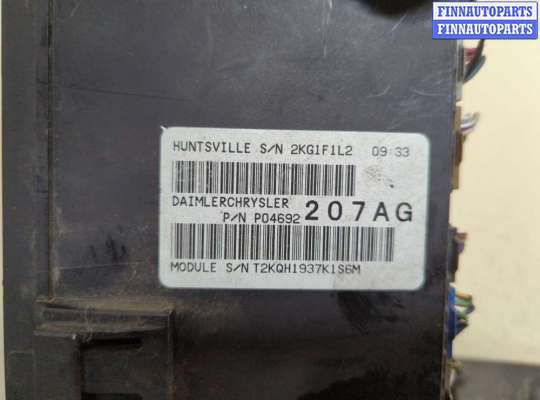 FINNAUTOPARTS
FINNAUTOPARTS
HUNTSVILLE S/N 2KG1F1L2 09 33
DAIMLERCHRYSLER
P/N P04692 207AG
MODULE S/N T2KQH1937K1S6M